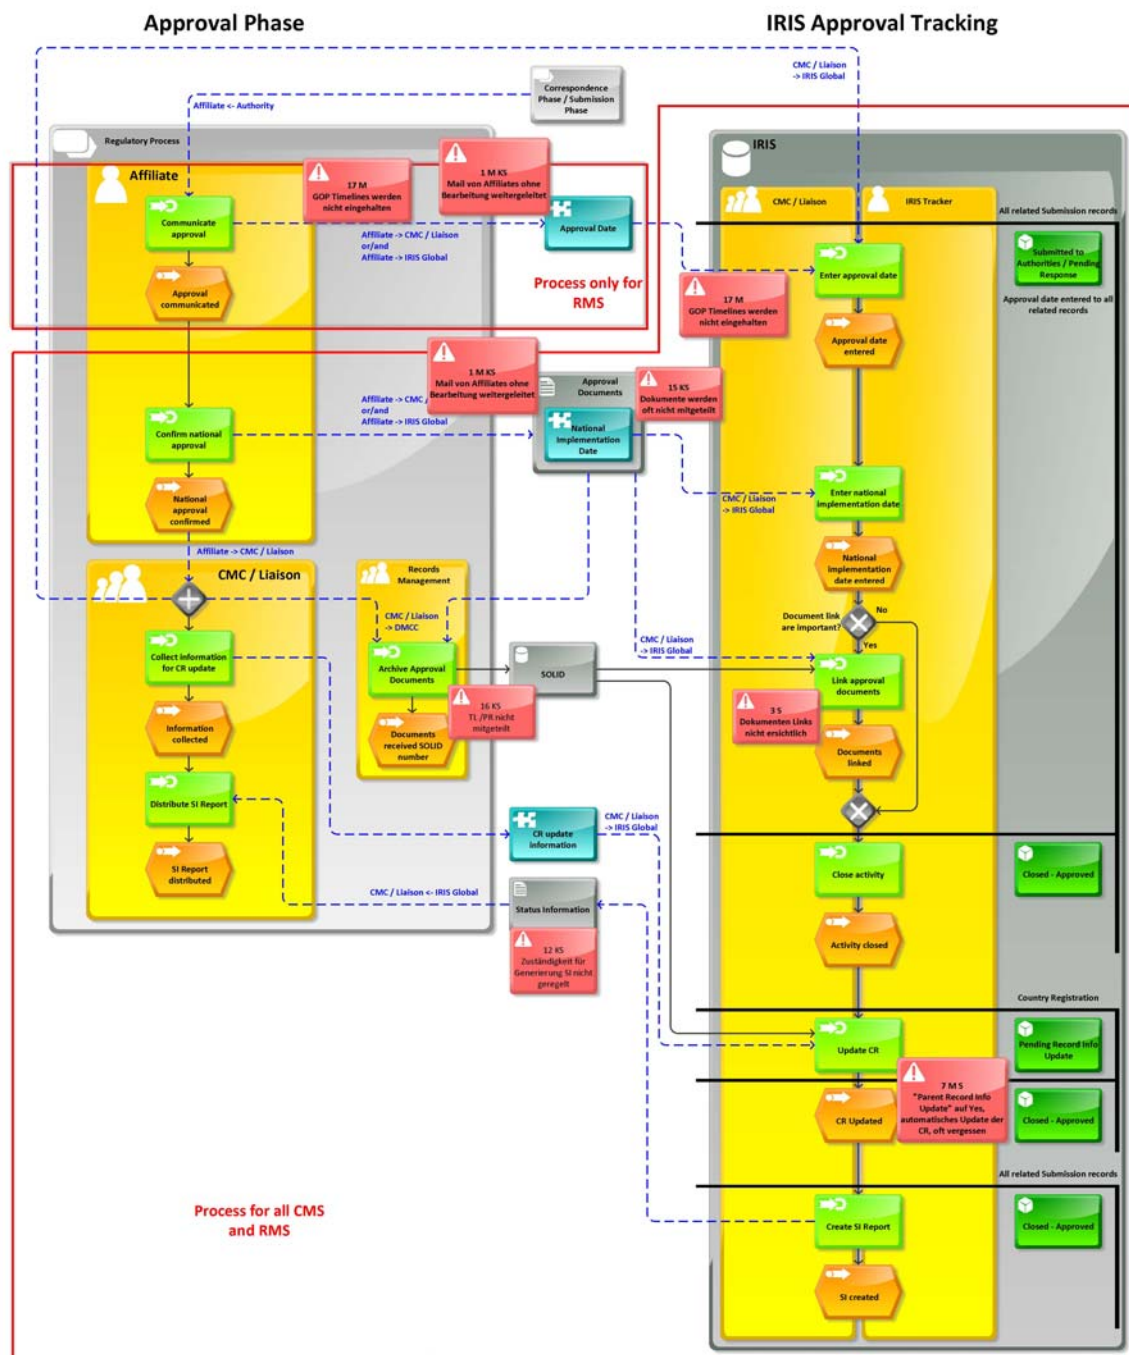 Approval Phase
IRIS Approval Tracking
CMC / Liaison
-> IRIS Global
Correspondence
Phase / Submission
Phase
Affiliate <- Authority
Regulatory Process
IRIS
Affiliate
17 M
GOP Timelines werden
nicht eingehalten
1 M KS
Mail von Affiliates ohne
Bearbeitung weitergeleitet
CMC / Liaison
IRIS Tracker
All related Submission records
Communicate
approval
Affiliate -> CMC / Liaison
or/and
Affiliate -> IRIS Global
Approval Date
Enter approval date
Submitted to
Authorities / Pending
Response
Approval
communicated
Process only for
RMS
17 M
GOP Timelines werden
nicht eingehalten
Approval date entered to all
related records
Approval date
entered
1 M KS
Mail von Affiliates ohne
Bearbeitung weitergeleitet
Approval
Documents
15 KS
Dokumente werden
oft nicht mitgeteilt
Confirm national
approval
Affiliate -> CMC /
or/and
Affiliate -> IRIS Global
National
Implementation
Date
National
approval
confirmed
CMC / Liaison
-> IRIS Global
Enter national
implementation date
Affiliate -> CMC / Liaison
National
implementation
date entered
CMC / Liaison
Records
Management
CMC / Liaison
-> DMCC
Document link
are important?
No
Yes
CMC / Liaison
-> IRIS Global
Collect information
for CR update
Archive Approval
Documents
SOLID
Link approval
documents
16 KS
TL /PR nicht
mitgeteilt
3 S
Dokumenten Links
nicht ersichtlich
Information
collected
Documents
received SOLID
number
Documents
linked
Distribute SI Report
CR update
information
CMC / Liaison
-> IRIS Global
SI Report
distributed
CMC / Liaison <- IRIS Global
Status Information
Close activity
Closed - Approved
12 KS
Zuständigkeit für
Generierung SI nicht
geregelt
Activity closed
Country Registration
Update CR
Pending Record Info
Update
7 M S
"Parent Record Info
Update" auf Yes,
automatisches Update der
CR, oft vergessen
CR Updated
Closed - Approved
All related Submission records
Process for all CMS
and RMS
Create SI Report
Closed - Approved
SI created